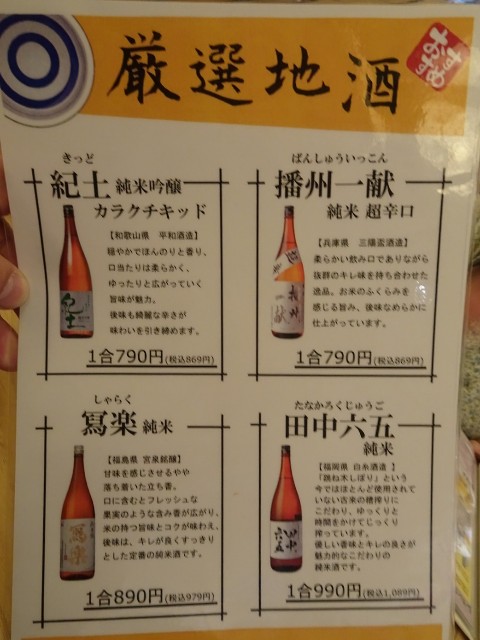 厳選地酒
おすすめ
きっど
紀土 純米吟醸
カラクチキッド
【和歌山県 平和酒造】
穏やかでほんのりと香り、
口当たりは柔らかく、
ゆったりと広がっていく
旨味が魅力。
後味も綺麗な辛さが
味わいを引き締めます。
1合790円(税込869円)
ばんしゅういっこん
播州一献
純米 超辛口
【兵庫県 三陽盃酒造】
柔らかい飲み口でありながら
抜群のキレ味を持ち合わせた
逸品。お米のふくらみを
感じる旨み、後味なめらかに
仕上がっています。
1合790円(税込869円)
しゃらく
冩楽 純米
【福島県 宮泉銘醸】
甘味を感じさせるやや
落ち着いた立ち香。
口に含むとフレッシュな
果実のような含み香が広がり、
米の持つ旨味とコクが味わえ、
後味は、キレが良くすっきり
とした定番の純米酒です。
1合890円(税込979円)
たなかろくじゅうご
田中六五
純米
【福岡県 白糸酒造 】
「跳ね木しぼり」という
今ではほとんど使用されて
いない古来の槽搾りに
こだわり、ゆっくりと
時間をかけてじっくり
搾っています。
優しい香味とキレの良さが
魅力的なこだわりの
純米酒です。
1合990円(税込1,089円)
紀土
播州一献
冩楽
田中六五